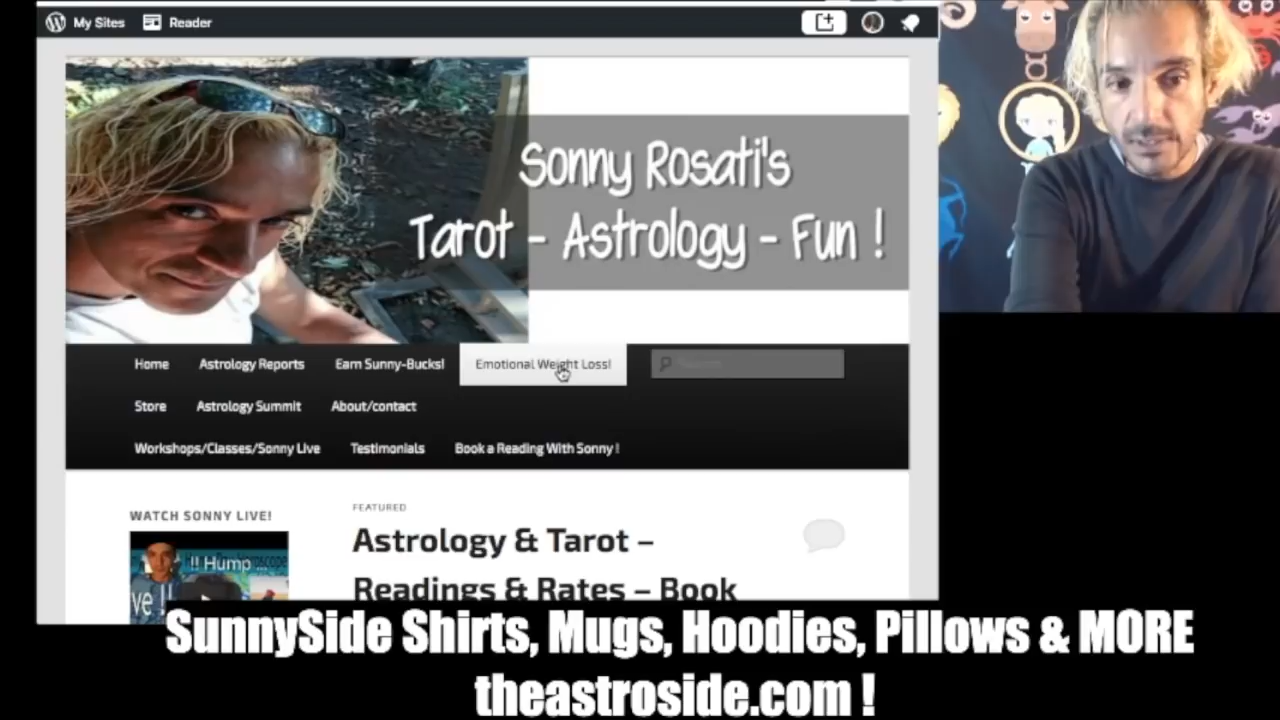 My Sites Reader
Sonny Rosati's
Tarot - Astrology - Fun !
Home Astrology Reports Earn Sunny-Bucks! Emotional Weight Loss!
Store Astrology Summit About/contact
Workshops/Classes/Sonny Live Testimonials Book a Reading With Sonny !
WATCH SONNY LIVE!
!! Hump
ve !!
FEATURED
Astrology & Tarot –
Readings & Rates – Book
SunnySide Shirts, Mugs, Hoodies, Pillows & MORE
theastroside.com !